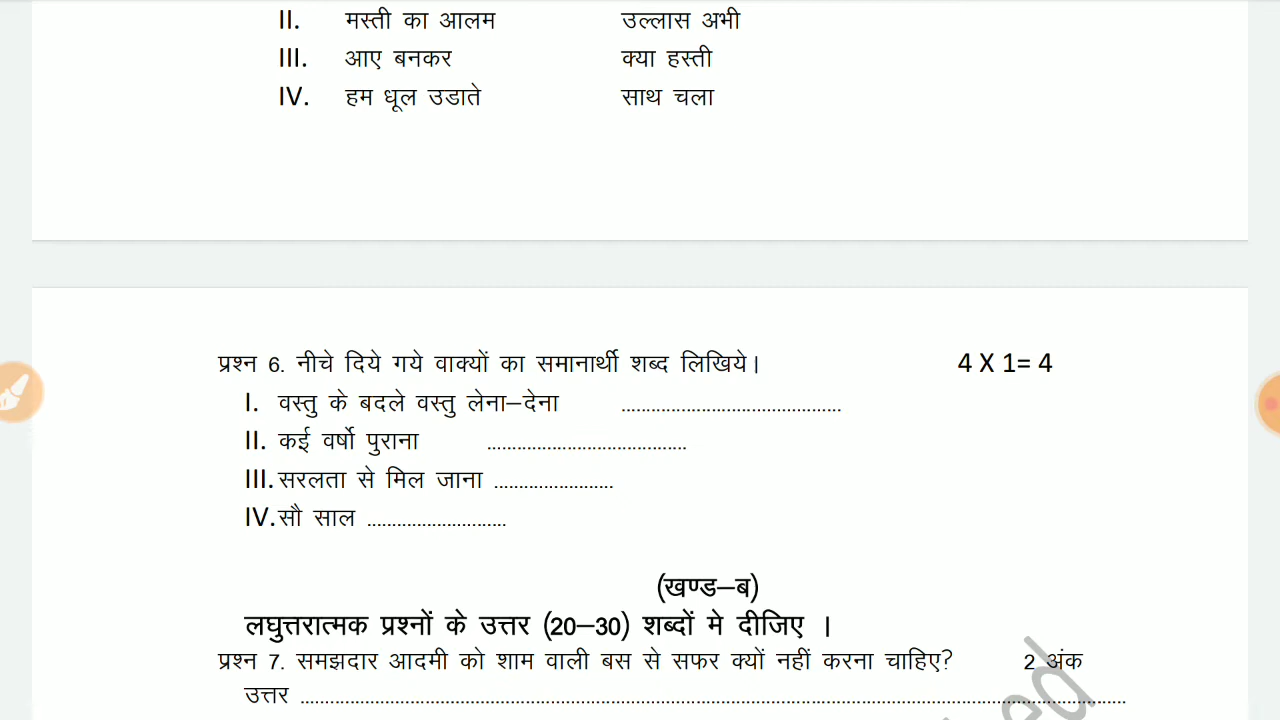 II. मस्ती का आलम उल्लास अभी
III. आए बनकर क्या हस्ती
IV. हम धूल उडाते साथ चला
प्रश्न 6. नीचे दिये गये वाक्यों का समानार्थी शब्द लिखिये। 4 X 1= 4
I. वस्तु के बदले वस्तु लेना–देना ............................................
II. कई वर्षो पुराना ........................................
III. सरलता से मिल जाना ........................
IV. सौ साल ............................
(खण्ड–ब)
लघुत्तरात्मक प्रश्नों के उत्तर (20–30) शब्दों मे दीजिए ।
प्रश्न 7. समझदार आदमी को शाम वाली बस से सफर क्यों नहीं करना चाहिए? 2 अंक
उत्तर ....................................................................................................................................................................